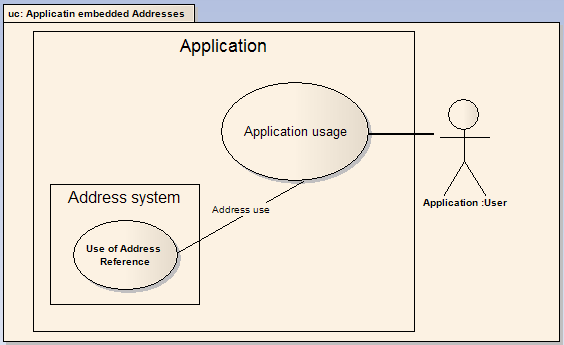 uc: Applicatin embedded Addresses
Application
Application usage
Address system
Address use
Application :User
Use of Address
Reference